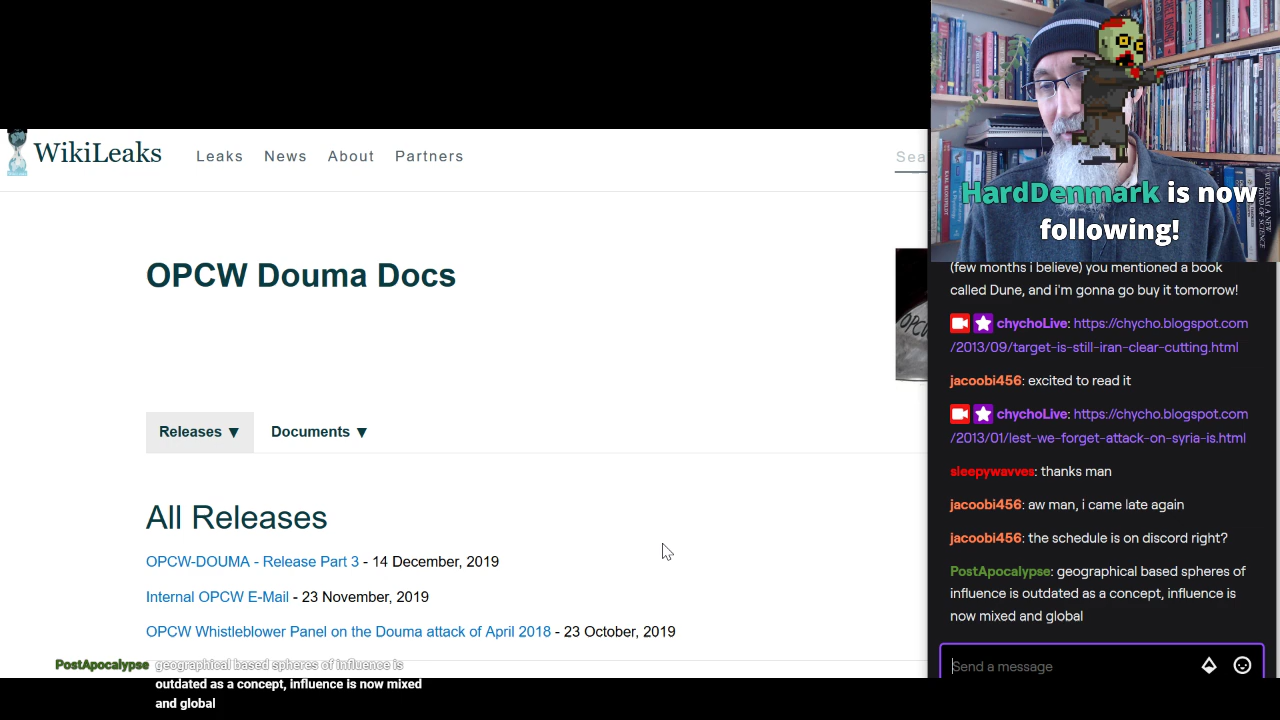 WikiLeaks
Leaks News About Partners
Sea
OPCW Douma Docs
OPCW
Releases ▼ Documents ▼
All Releases
OPCW-DOUMA - Release Part 3 - 14 December, 2019
Internal OPCW E-Mail - 23 November, 2019
OPCW Whistleblower Panel on the Douma attack of April 2018 - 23 October, 2019
PostApocalypse geographical based spheres of influence is
outdated as a concept, influence is now mixed
and global
HardDenmark is now
following!
WOLFRAM A NEW
KIND OF SCIENCE
(few months i believe) you mentioned a book
called Dune, and i'm gonna go buy it tomorrow!
chychoLive: https://chycho.blogspot.com
/2013/09/target-is-still-iran-clear-cutting.html
jacoobi456: excited to read it
chychoLive: https://chycho.blogspot.com
/2013/01/lest-we-forget-attack-on-syria-is.html
sleepywavves: thanks man
jacoobi456: aw man, i came late again
jacoobi456: the schedule is on discord right?
PostApocalypse: geographical based spheres of
influence is outdated as a concept, influence is
now mixed and global
Send a message